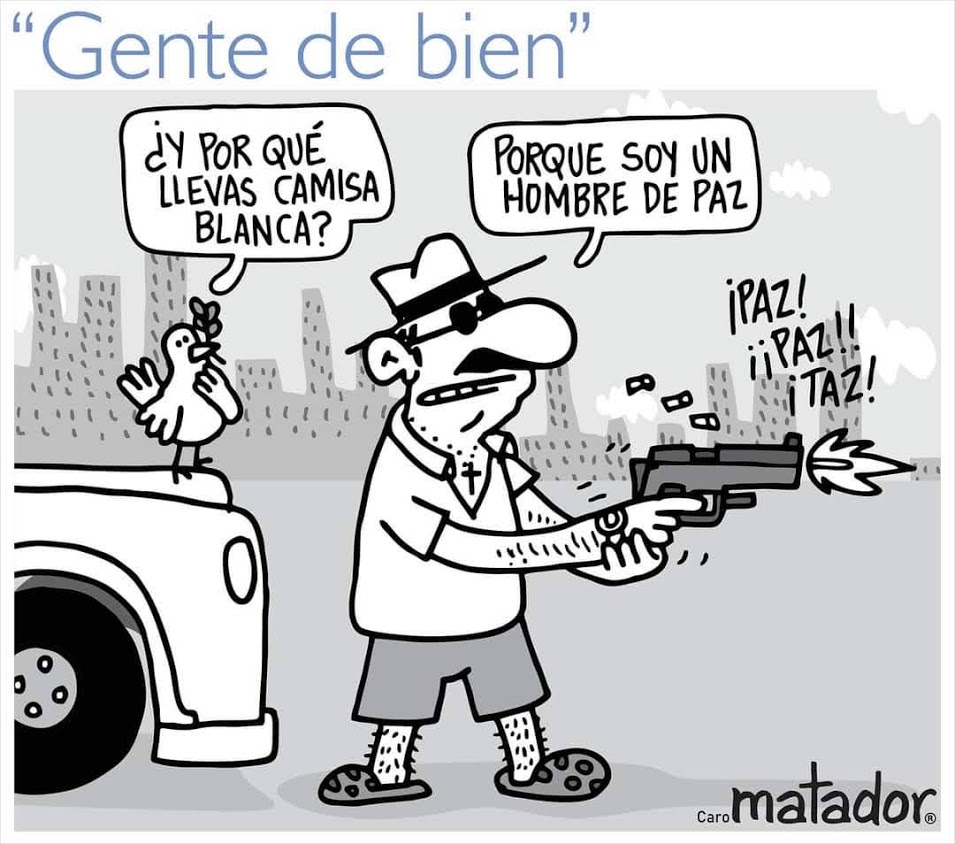 “Gente de bien”
¿Y POR QUÉ
LLEVAS CAMISA
BLANCA?
PORQUE SOY UN
HOMBRE DE PAZ
¡PAZ!
¡¡PAZ!!
¡TAZ!
Caro matador®